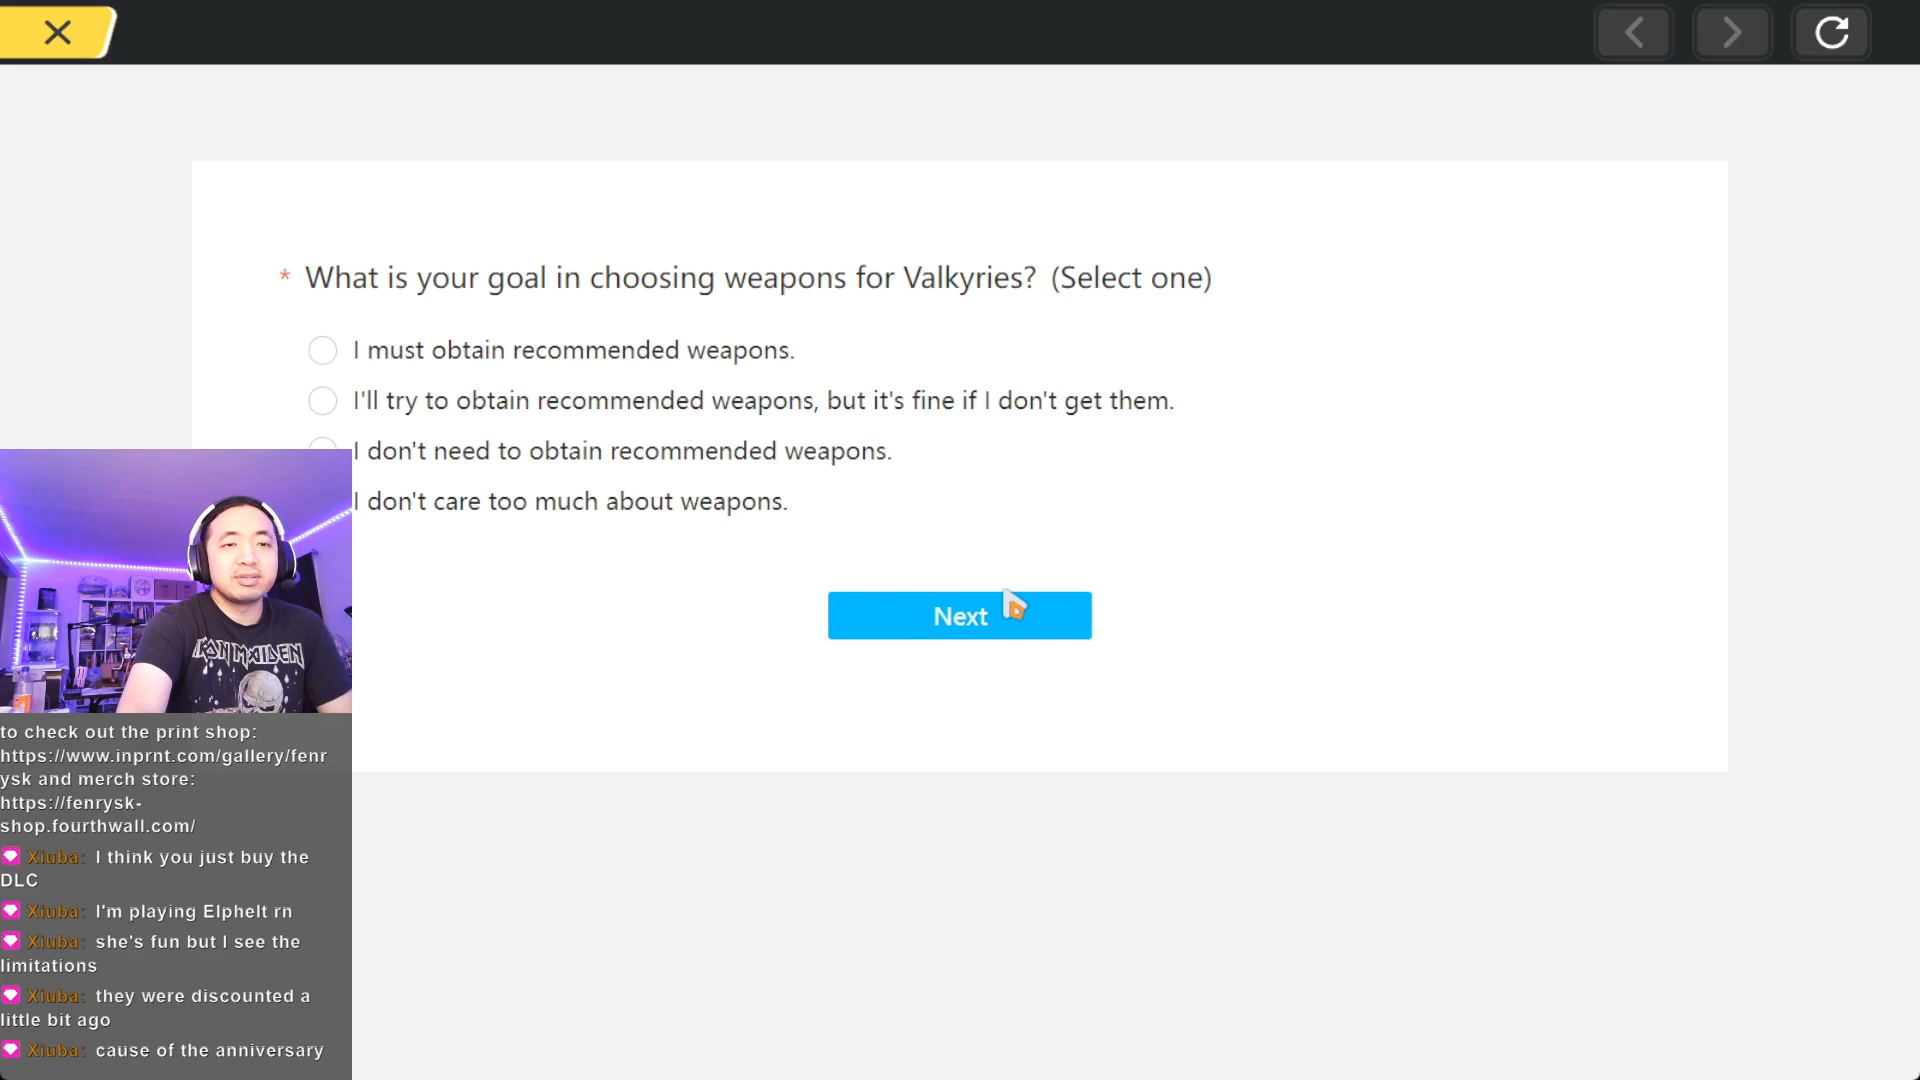 * What is your goal in choosing weapons for Valkyries? (Select one)
I must obtain recommended weapons.
I'll try to obtain recommended weapons, but it's fine if I don't get them.
I don't need to obtain recommended weapons.
I don't care too much about weapons.
Next
IRON MAIDEN
to check out the print shop:
https://www.inprnt.com/gallery/fenr
ysk and merch store:
https://fenrysk-
shop.fourthwall.com/
Xiuba: I think you just buy the
DLC
Xiuba: I'm playing Elphelt rn
Xiuba: she's fun but I see the
limitations
Xiuba: they were discounted a
little bit ago
Xiuba: cause of the anniversary